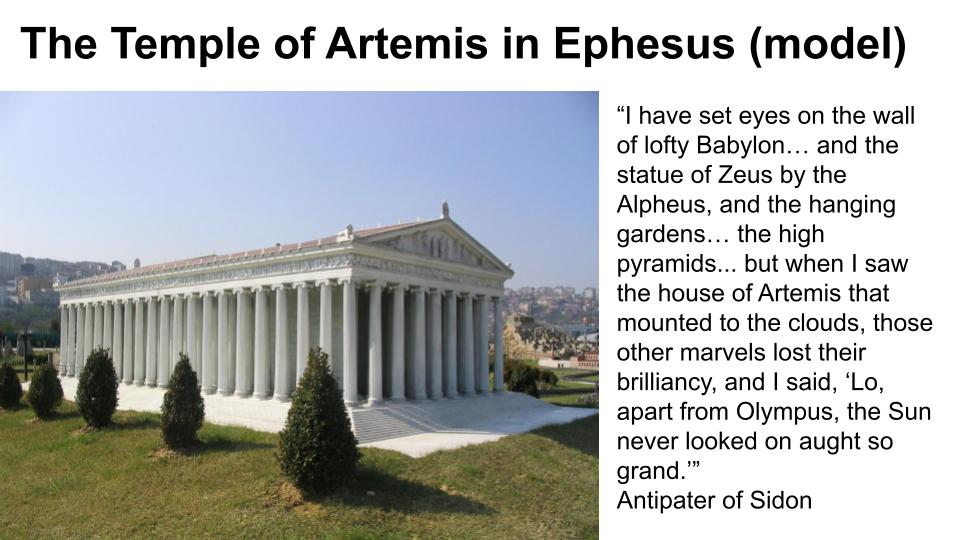 The Temple of Artemis in Ephesus (model)
“I have set eyes on the wall
of lofty Babylon… and the
statue of Zeus by the
Alpheus, and the hanging
gardens… the high
pyramids... but when I saw
the house of Artemis that
mounted to the clouds, those
other marvels lost their
brilliancy, and I said, ‘Lo,
apart from Olympus, the Sun
never looked on aught so
grand.’”
Antipater of Sidon